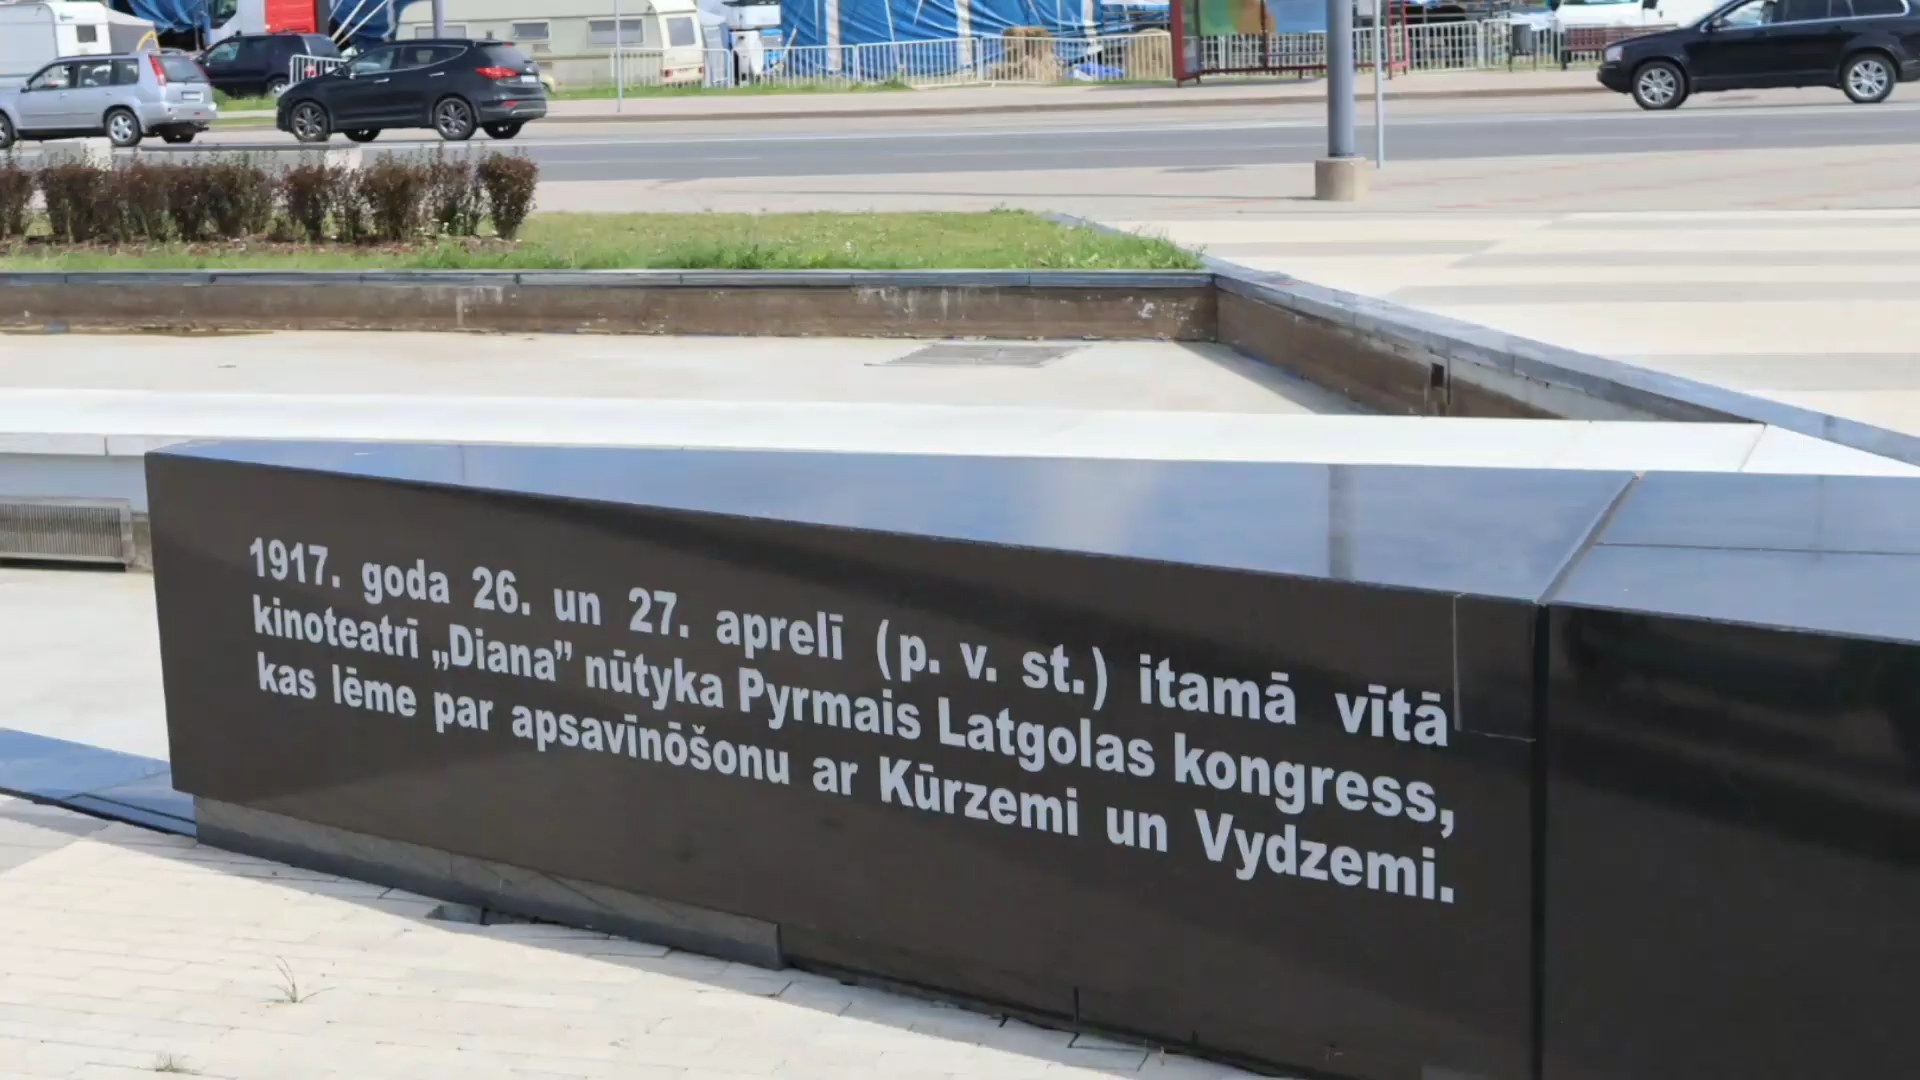 1917. goda 26. un 27. aprelī (p. v. st.) itamā vītā
kinoteatrī „Diana” nūtyka Pyrmais Latgolas kongress,
kas lēme par apsavīnōšonu ar Kūrzemi un Vydzemi.